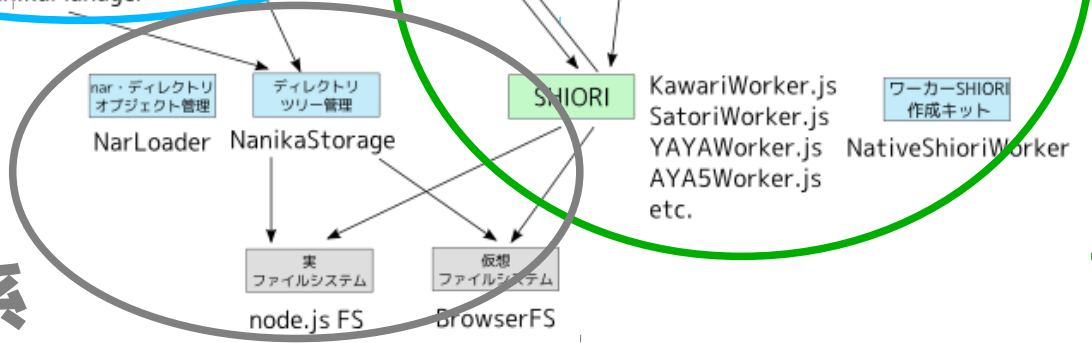 nar・ディレクトリ
オブジェクト管理
NarLoader
ディレクトリ
ツリー管理
NanikaStorage
SHIORI
KawariWorker.js
SatoriWorker.js
YAYAWorker.js
AYA5Worker.js
etc.
ワーカーSHIORI
作成キット
NativeShioriWorker
実
ファイルシステム
node.js FS
仮想
ファイルシステム
BrowserFS